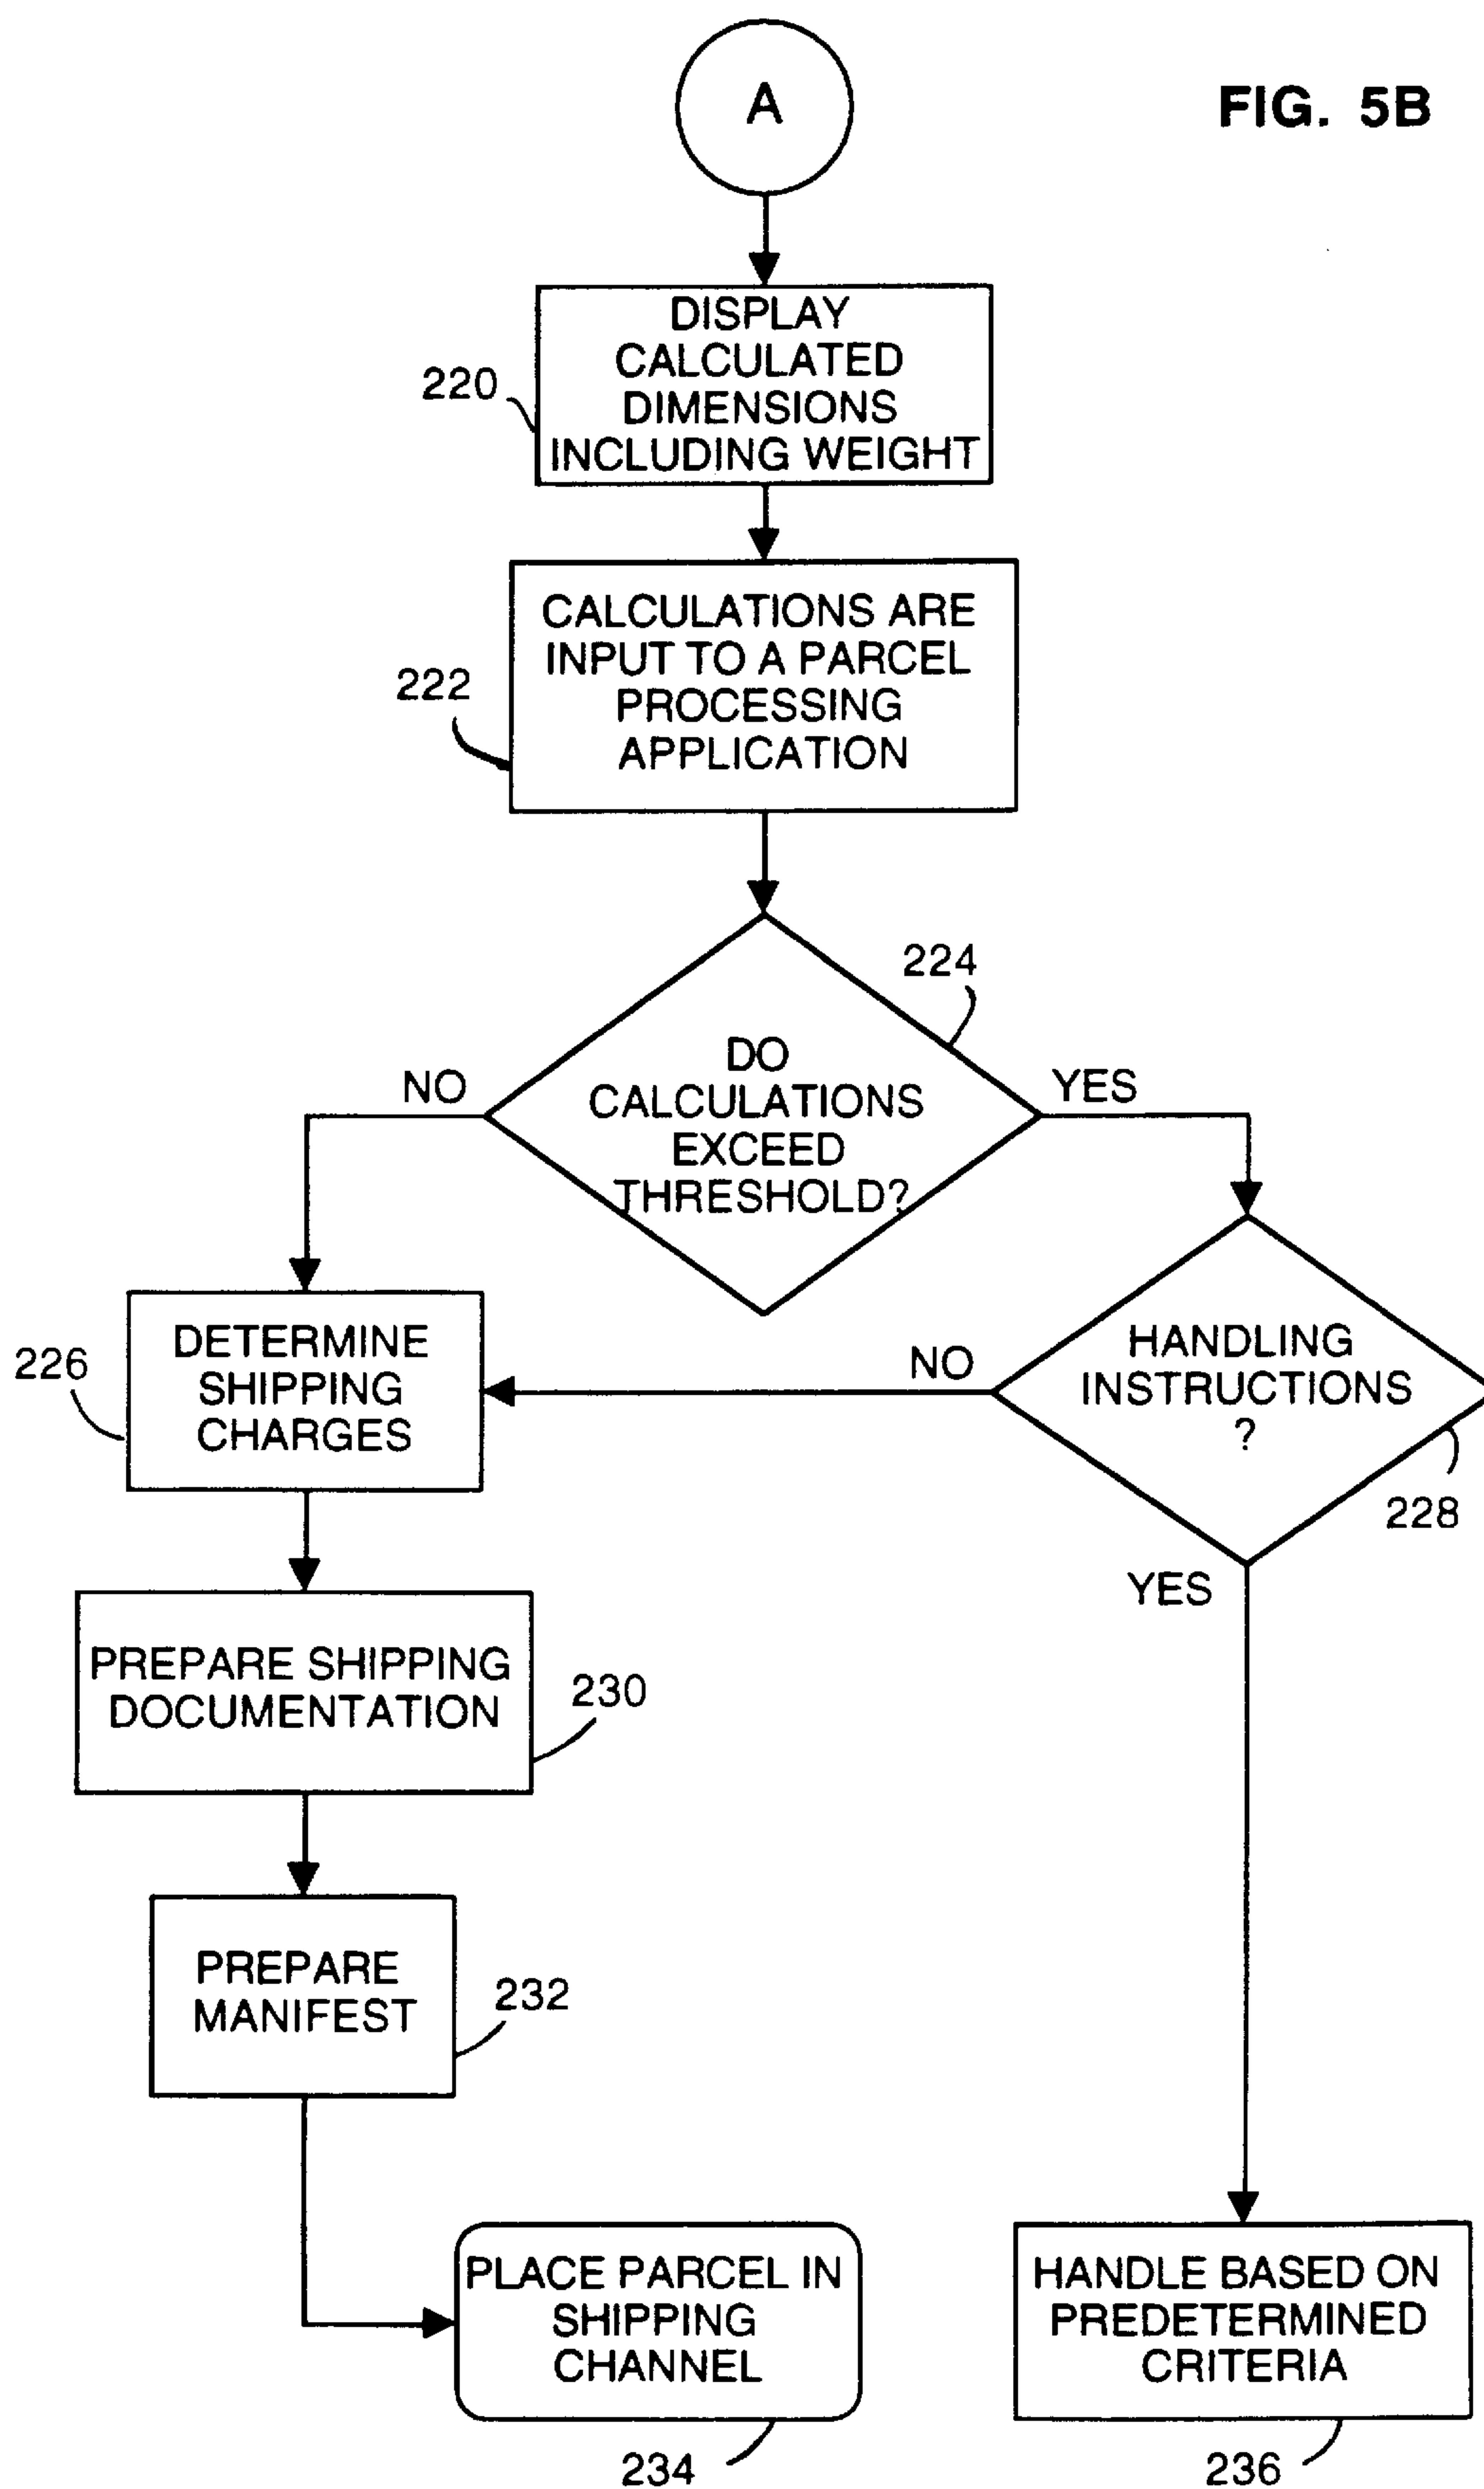 A
FIG. 5B
DISPLAY
CALCULATED
DIMENSIONS
INCLUDING WEIGHT
220
CALCULATIONS ARE
INPUT TO A PARCEL
PROCESSING
APPLICATION
222
224
DO
CALCULATIONS
EXCEED
THRESHOLD?
NO
YES
DETERMINE
SHIPPING
CHARGES
226
HANDLING
INSTRUCTIONS
?
NO
228
YES
PREPARE SHIPPING
DOCUMENTATION
230
PREPARE
MANIFEST
232
PLACE PARCEL IN
SHIPPING
CHANNEL
234
HANDLE BASED ON
PREDETERMINED
CRITERIA
236